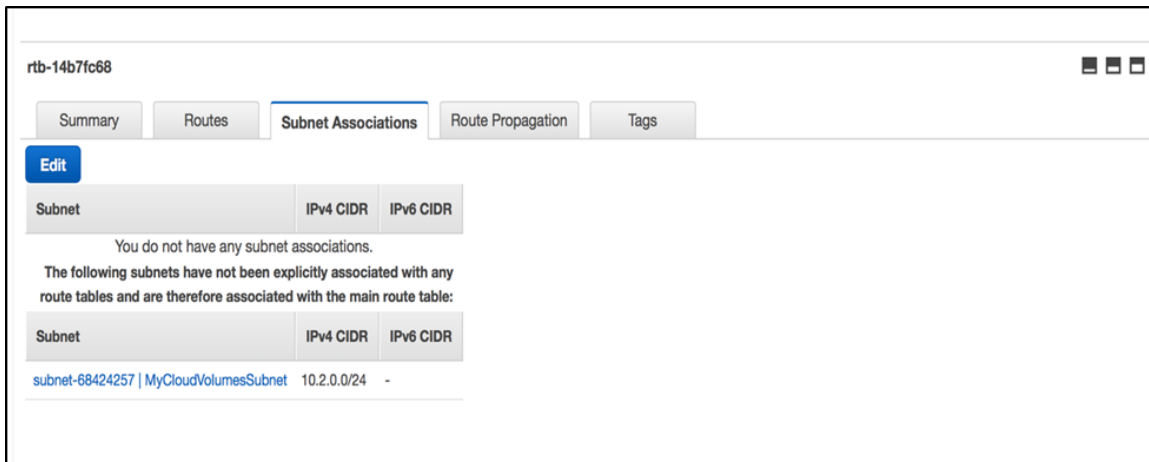 rtb-14b7fc68
Summary Routes Subnet Associations Route Propagation Tags
Edit
Subnet IPv4 CIDR IPv6 CIDR
You do not have any subnet associations.
The following subnets have not been explicitly associated with any
route tables and are therefore associated with the main route table:
Subnet IPv4 CIDR IPv6 CIDR
subnet-68424257 | MyCloudVolumesSubnet 10.2.0.0/24 -